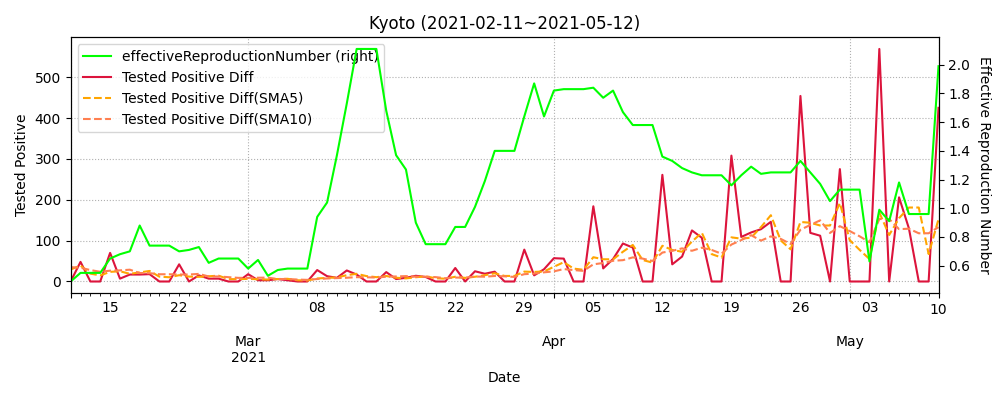 Kyoto (2021-02-11~2021-05-12)
effectiveReproductionNumber (right)
Tested Positive Diff
Tested Positive Diff(SMA5)
Tested Positive Diff(SMA10)
Tested Positive
500
400
300
200
100
0
Effective Reproduction Number
2.0
1.8
1.6
1.4
1.2
1.0
0.8
0.6
15 22 08 15 22 29 05 12 19 26 03 10
Mar Apr May
2021
Date